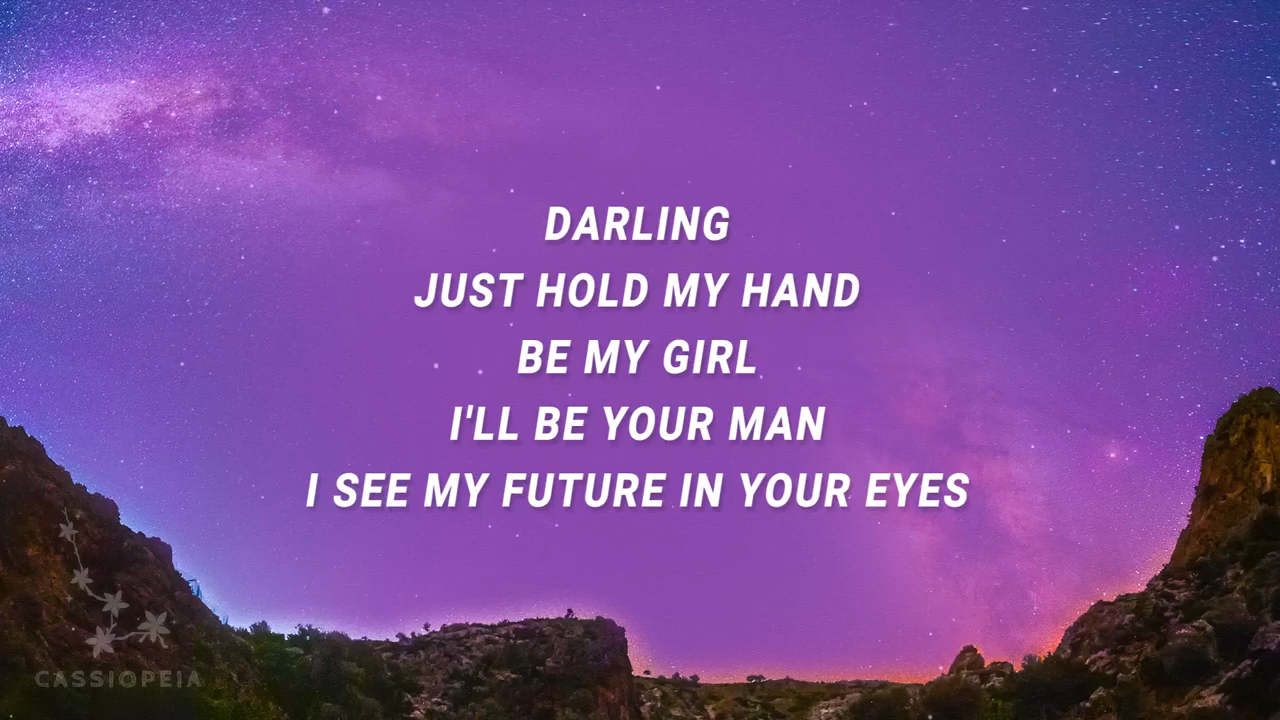 DARLING
JUST HOLD MY HAND
BE MY GIRL
I'LL BE YOUR MAN
I SEE MY FUTURE IN YOUR EYES
CASSIOPEIA